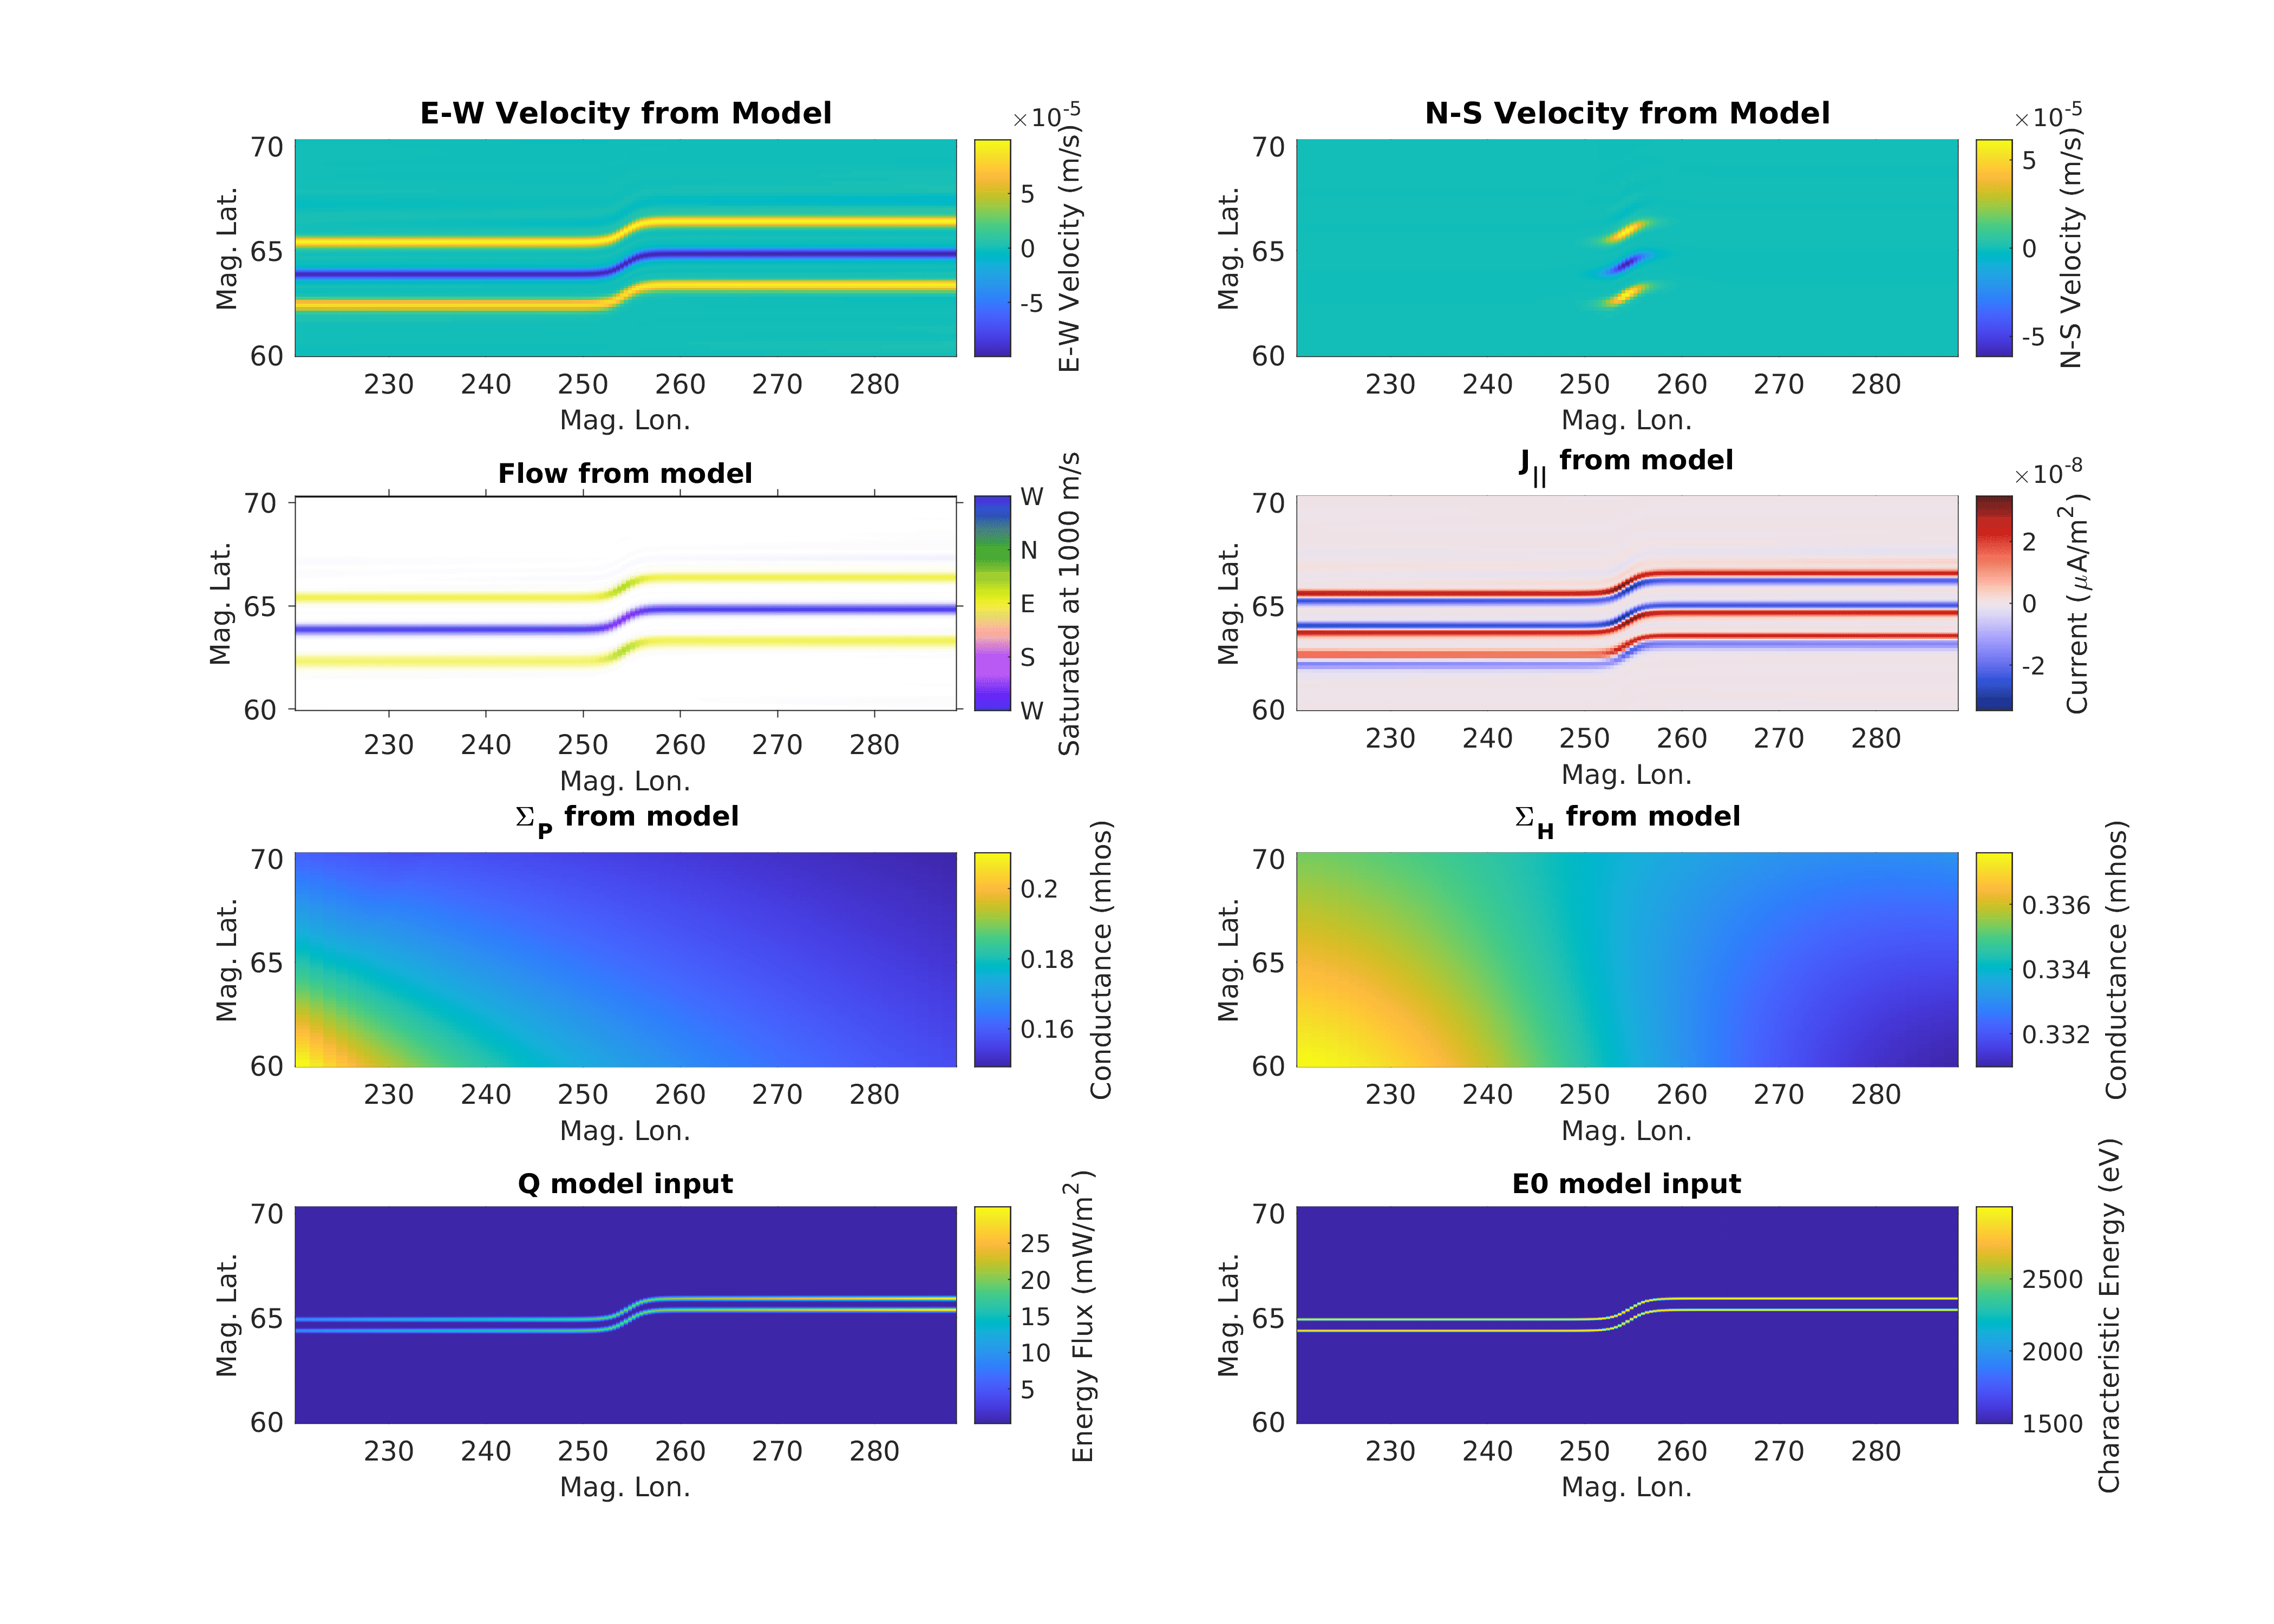 E-W Velocity from Model
×10-5
70
65
60
Mag. Lat.
230 240 250 260 270 280
Mag. Lon.
5
0
-5
E-W Velocity (m/s)
N-S Velocity from Model
×10-5
70
65
60
Mag. Lat.
230 240 250 260 270 280
Mag. Lon.
5
0
-5
N-S Velocity (m/s)
Flow from model
70
65
60
Mag. Lat.
230 240 250 260 270 280
Mag. Lon.
W
N
E
S
W
Saturated at 1000 m/s
J|| from model
×10-8
70
65
60
Mag. Lat.
230 240 250 260 270 280
Mag. Lon.
2
0
-2
Current (μA/m2)
ΣP from model
70
65
60
Mag. Lat.
230 240 250 260 270 280
Mag. Lon.
0.2
0.18
0.16
Conductance (mhos)
ΣH from model
70
65
60
Mag. Lat.
230 240 250 260 270 280
Mag. Lon.
0.336
0.334
0.332
Conductance (mhos)
Q model input
70
65
60
Mag. Lat.
230 240 250 260 270 280
Mag. Lon.
25
20
15
10
5
Energy Flux (mW/m2)
E0 model input
70
65
60
Mag. Lat.
230 240 250 260 270 280
Mag. Lon.
2500
2000
1500
Characteristic Energy (eV)